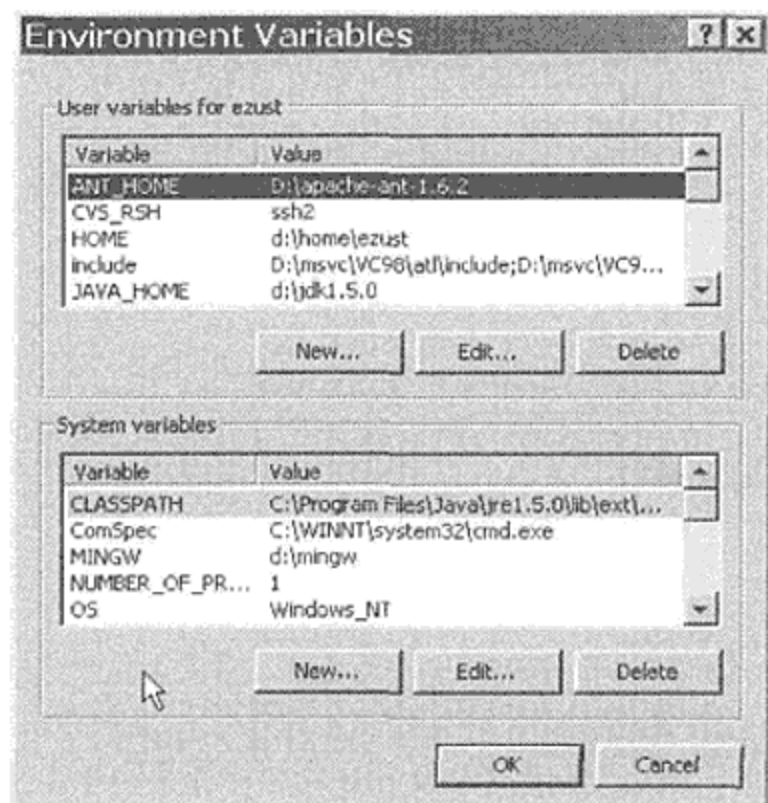 Environment Variables ? ×
User variables for ezust
Variable Value
ANT_HOME D:\apache-ant-1.6.2
CVS_RSH ssh2
HOME d:\home\ezust
include D:\msvc\VC98\atl\include;D:\msvc\VC9...
JAVA_HOME d:\jdk1.5.0
New... Edit... Delete
System variables
Variable Value
CLASSPATH C:\Program Files\Java\jre1.5.0\lib\ext\...
ComSpec C:\WINNT\system32\cmd.exe
MINGW d:\mingw
NUMBER_OF_PR... 1
OS Windows_NT
New... Edit... Delete
OK Cancel